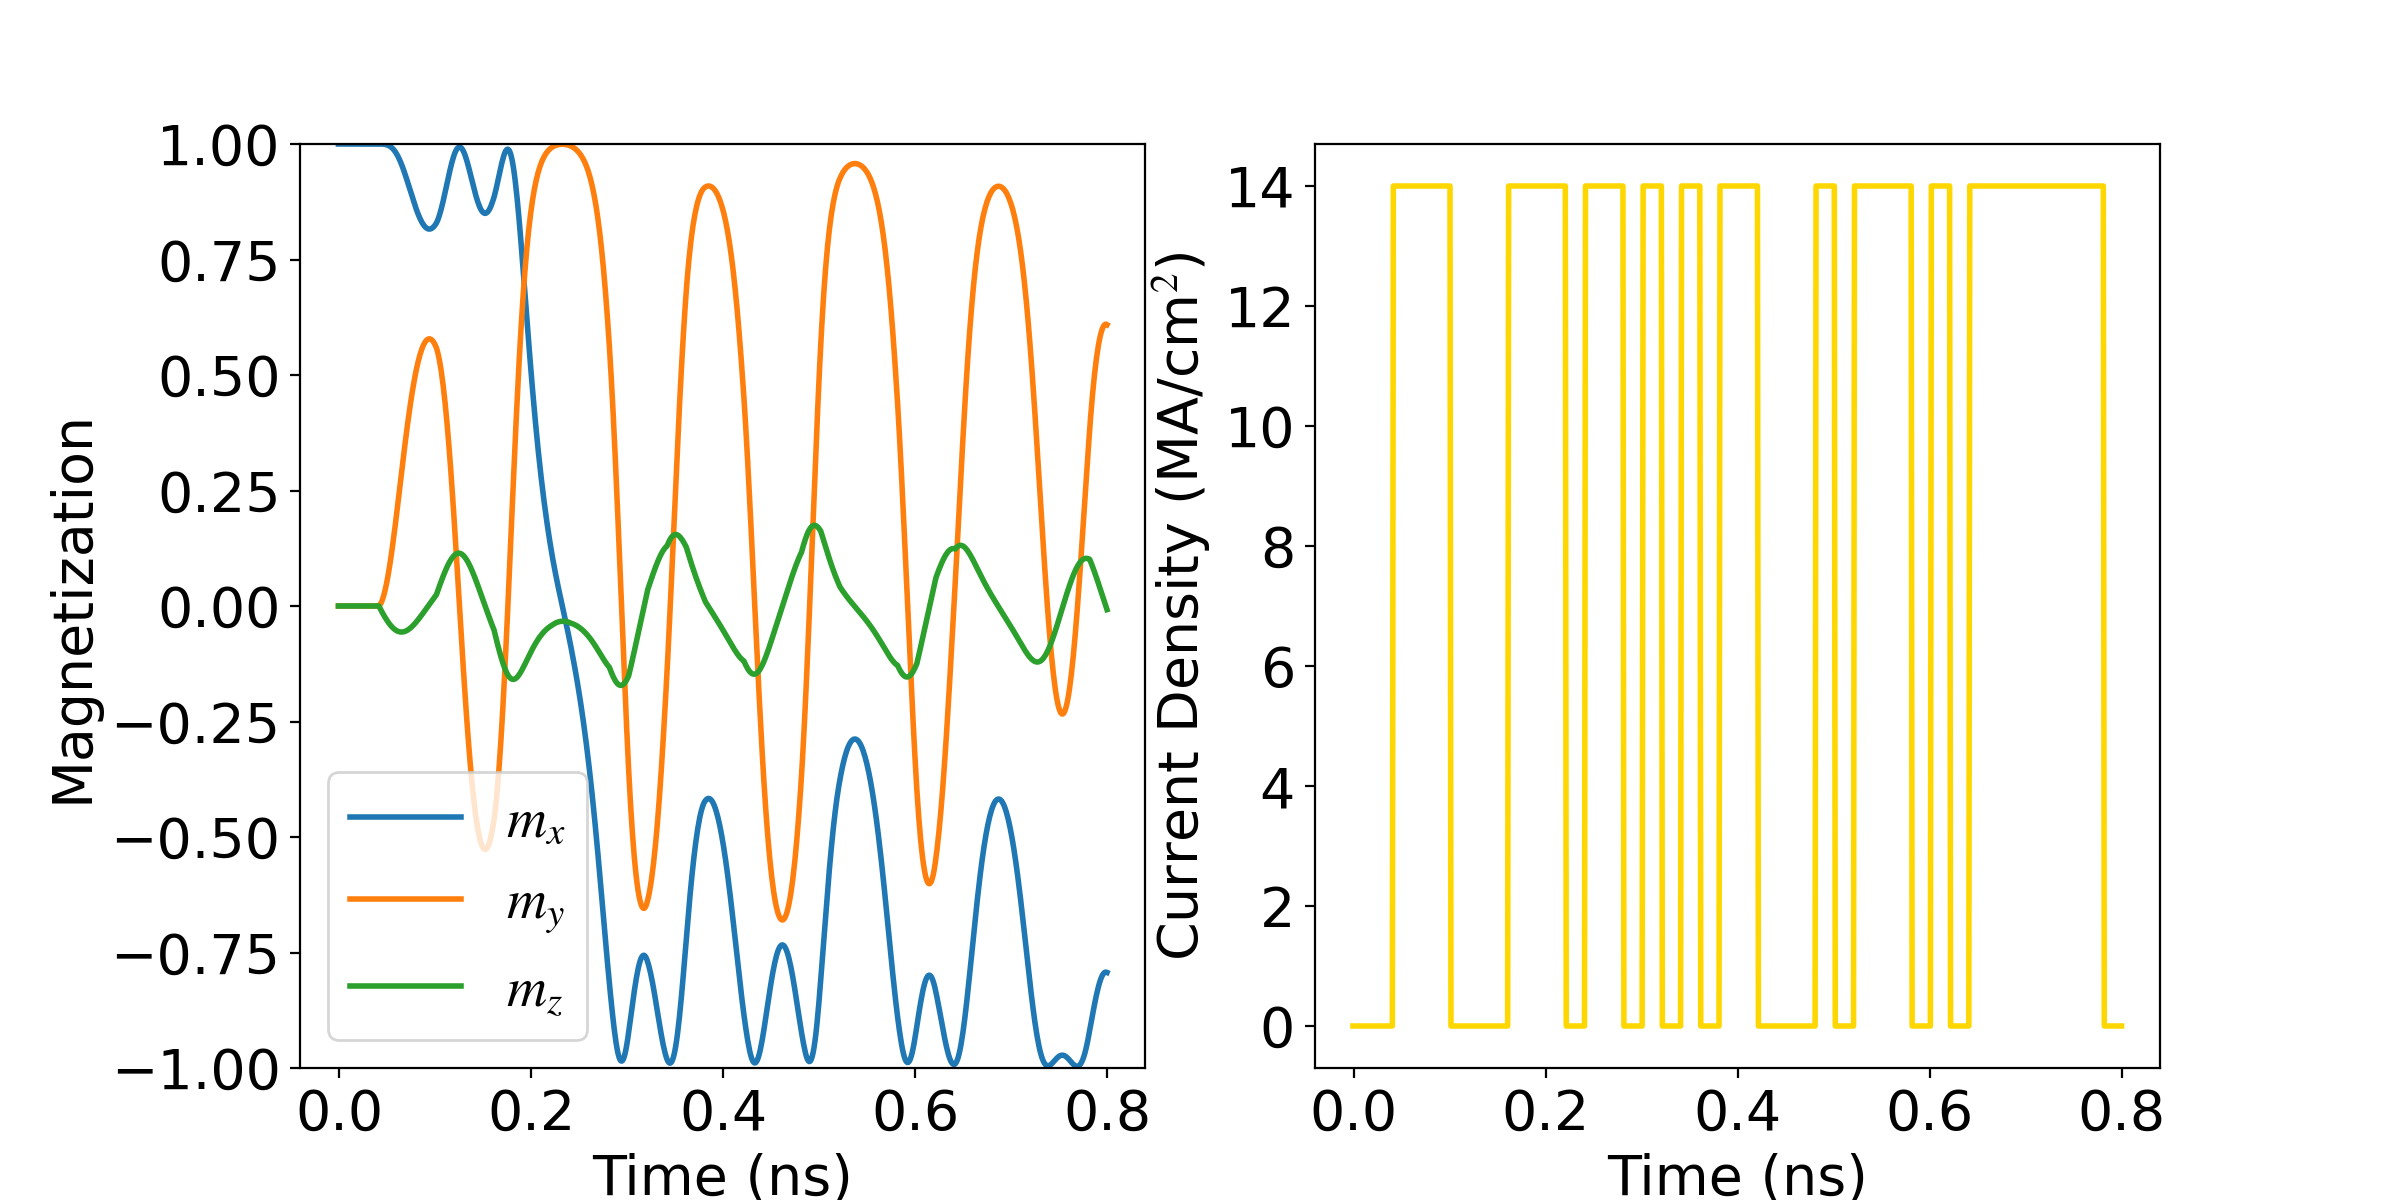 Magnetization
1.00
0.75
0.50
0.25
0.00
−0.25
−0.50
−0.75
−1.00
m_x
m_y
m_z
0.0 0.2 0.4 0.6 0.8
Time (ns)
Current Density (MA/cm²)
14
12
10
8
6
4
2
0
0.0 0.2 0.4 0.6 0.8
Time (ns)